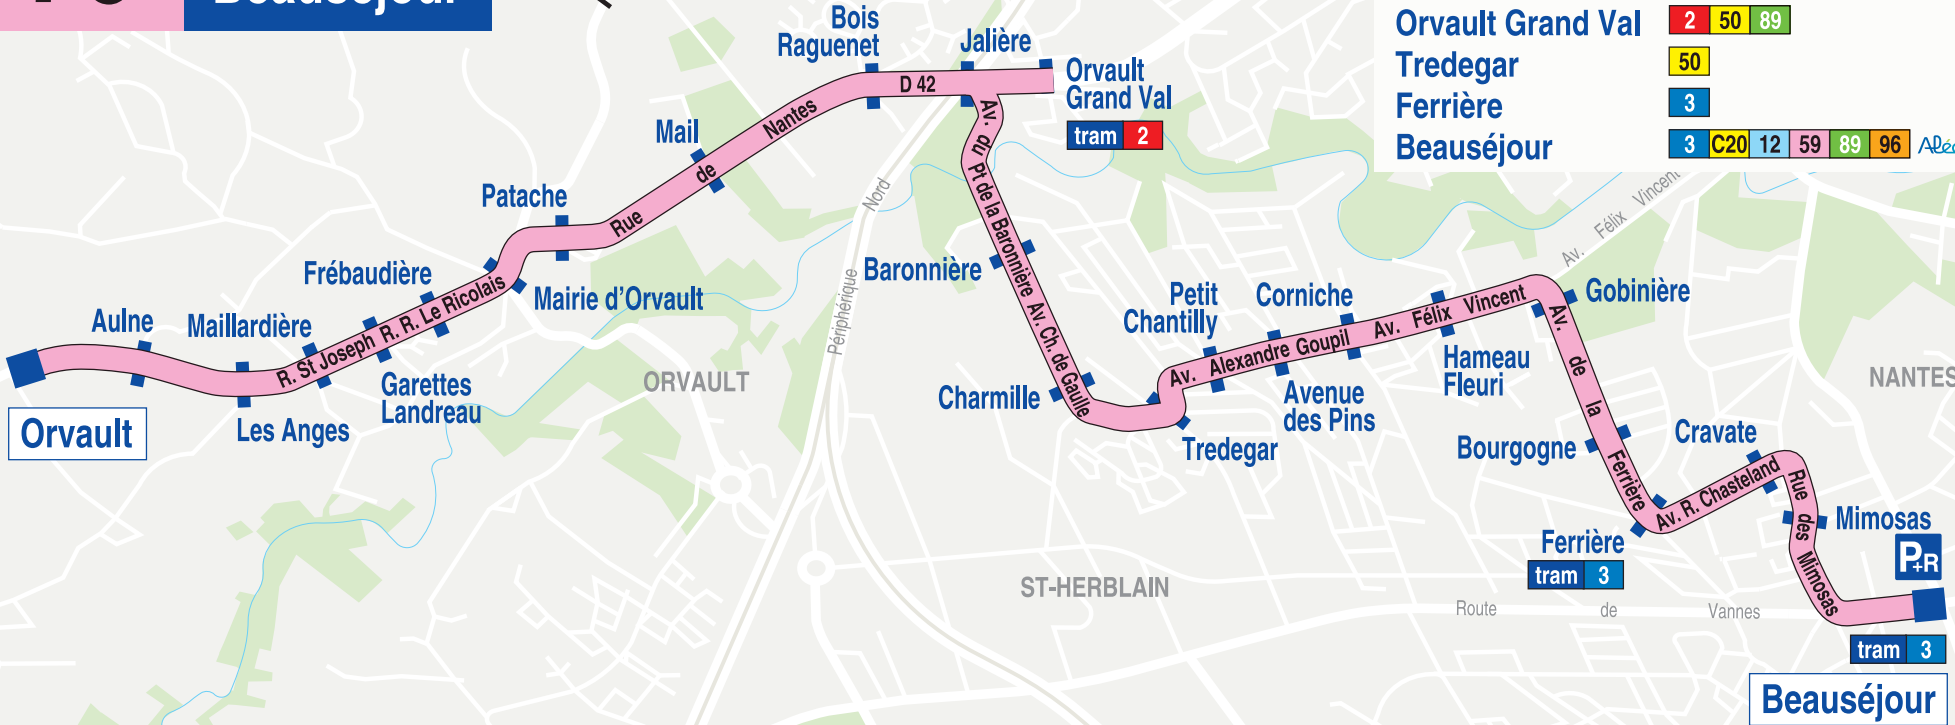 Beauséjour
Orvault Grand Val 2 50 89
Tredegar 50
Ferrière 3
Beauséjour 3 C20 12 59 89 96
Bois
Raguenet
Jalière
D 42
Orvault
Grand Val
tram 2
Mail
Rue de Nantes
Patache
Av. du Pt de la Baronnière
Nord
Périphérique
Av. Félix Vincent
Frébaudière
Mairie d'Orvault
Baronnière
Aulne
Maillardière
R. St Joseph
R. R. Le Ricolais
Garettes
Landreau
Les Anges
Orvault
ORVAULT
Av. Ch. de Gaulle
Charmille
Petit
Chantilly
Corniche
Av. Alexandre Goupil
Av. Félix Vincent
Gobinière
Hameau
Fleuri
Avenue
des Pins
Tredegar
Av. de la Ferrière
NANTES
Bourgogne
Cravate
Av. R. Chasteland
Rue des Mimosas
Mimosas
P+R
Ferrière
tram 3
ST-HERBLAIN
Route de Vannes
tram 3
Beauséjour